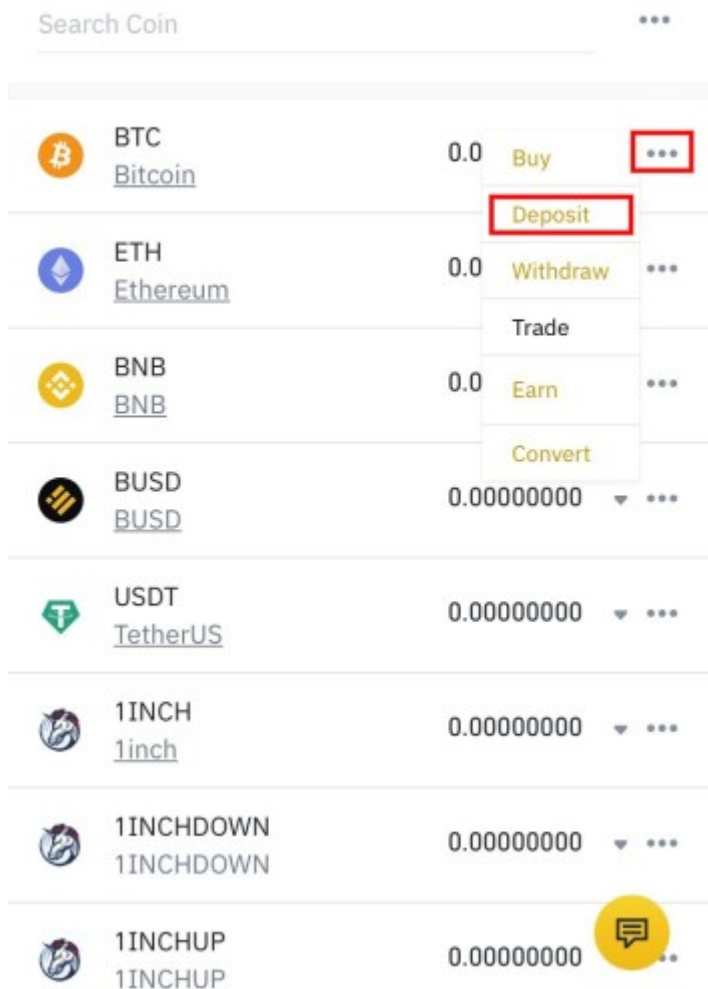 Search Coin
BTC
Bitcoin
0.0
Buy
Deposit
ETH
Ethereum
0.0
Withdraw
Trade
BNB
BNB
0.0
Earn
Convert
BUSD
BUSD
0.00000000
USDT
TetherUS
0.00000000
1INCH
1inch
0.00000000
1INCHDOWN
1INCHDOWN
0.00000000
1INCHUP
1INCHUP
0.00000000